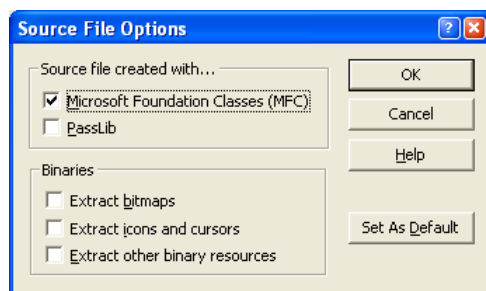 Source File Options
Source file created with...
Microsoft Foundation Classes (MFC)
PassLib
Binaries
Extract bitmaps
Extract icons and cursors
Extract other binary resources
OK
Cancel
Help
Set As Default